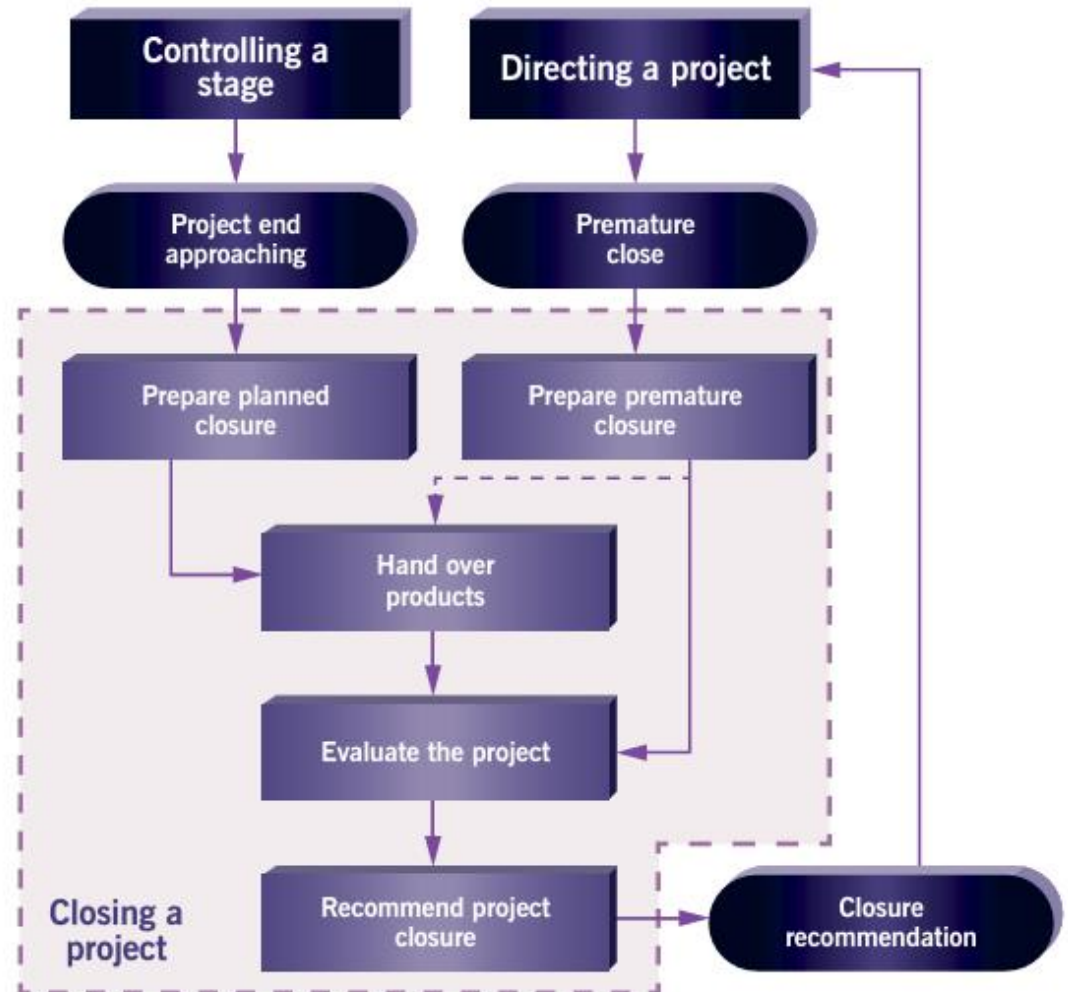 Controlling a
stage
Directing a project
Project end
approaching
Premature
close
Prepare planned
closure
Prepare premature
closure
Hand over
products
Evaluate the project
Recommend project
closure
Closing a
project
Closure
recommendation